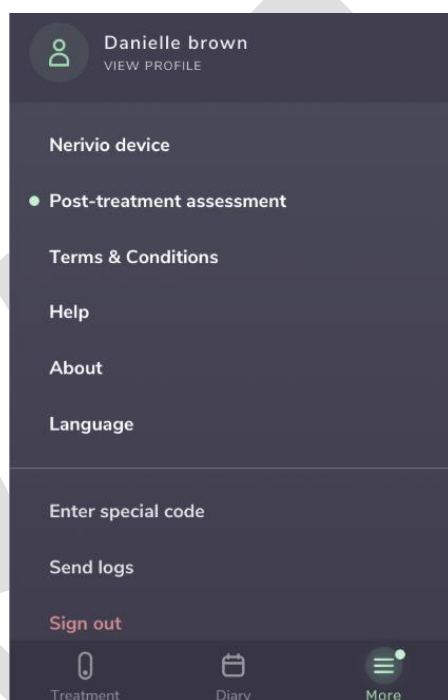 Danielle brown
VIEW PROFILE
Nerivio device
Post-treatment assessment
Terms & Conditions
Help
About
Language
Enter special code
Send logs
Sign out
Treatment
Diary
More